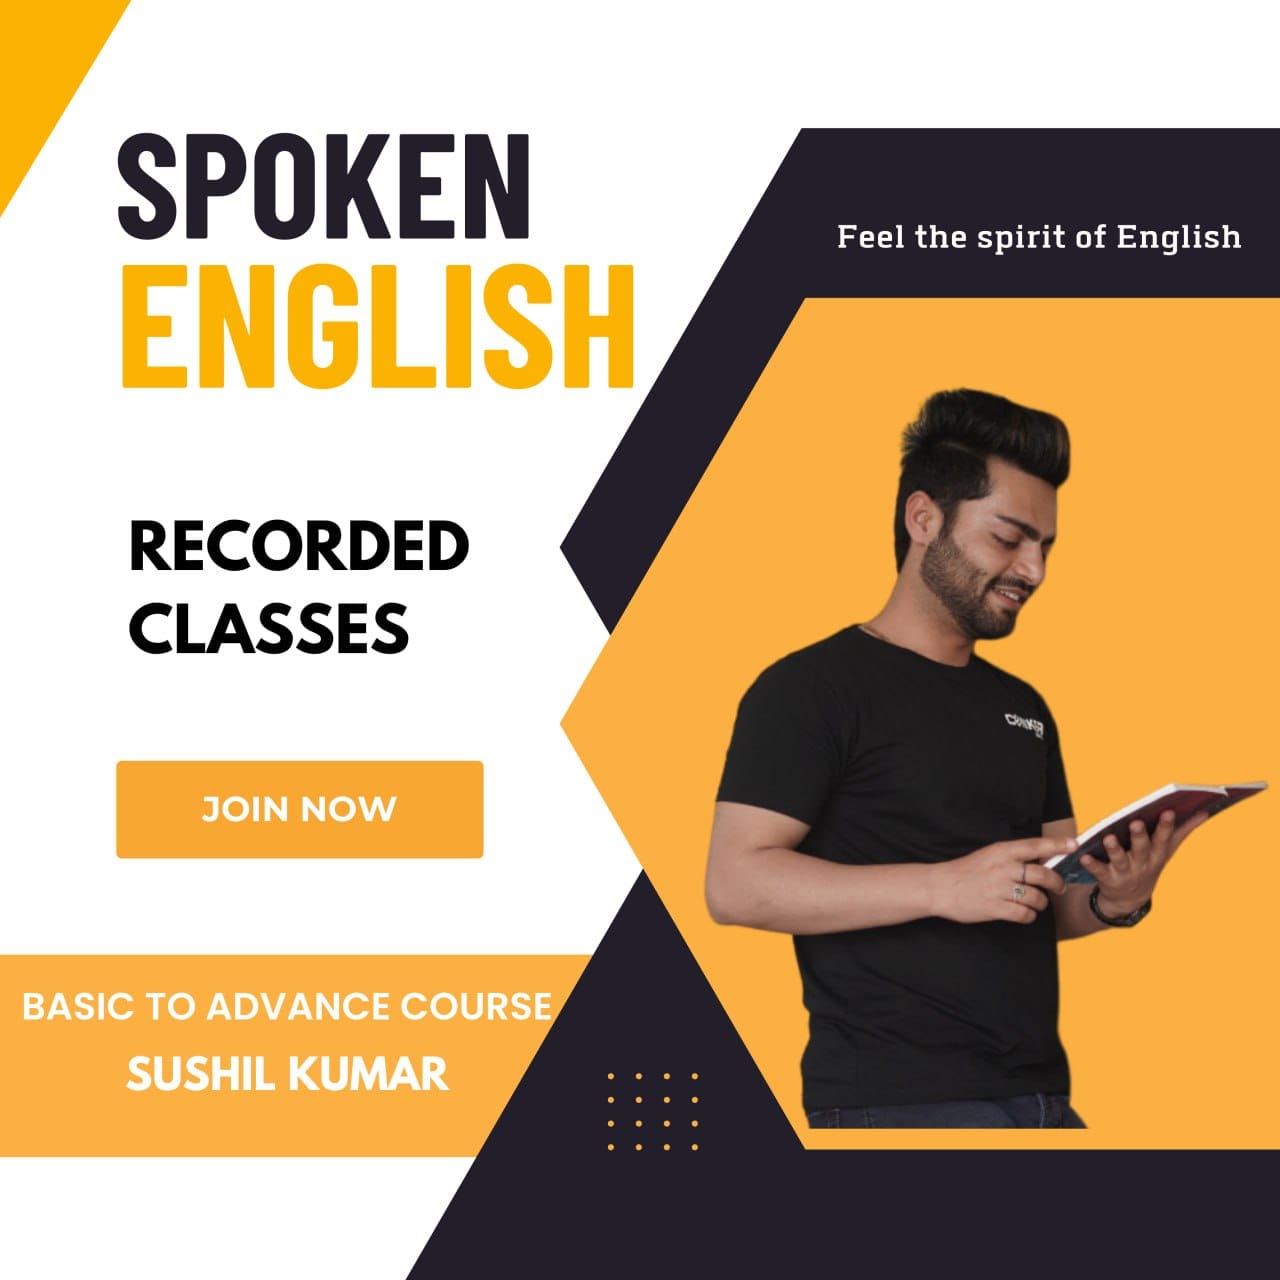 SPOKEN
ENGLISH
Feel the spirit of English
RECORDED
CLASSES
JOIN NOW
BASIC TO ADVANCE COURSE
SUSHIL KUMAR